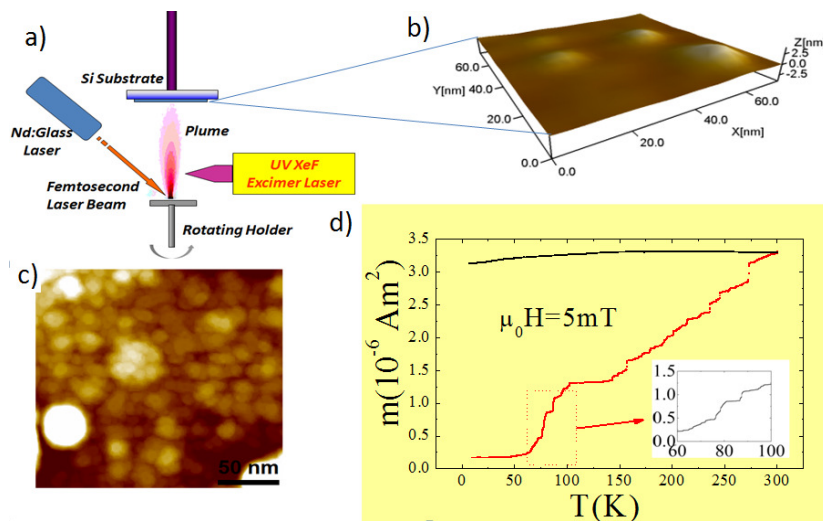 a)
Si Substrate
Nd:Glass
Laser
Plume
UV XeF
Excimer Laser
Femtosecond
Laser Beam
Rotating Holder
b)
Z[nm]
2.5
0.0
-2.5
60.0
Y[nm]
40.0
20.0
0.0
0.0
20.0
40.0
X[nm]
60.0
c)
50 nm
d)
3.5
3.0
2.5
2.0
1.5
1.0
0.5
0.0
m(10⁻⁶ Am²)
μ₀H=5mT
1.5
1.0
0.5
0.0
60 80 100
0 50 100 150 200 250 300
T(K)